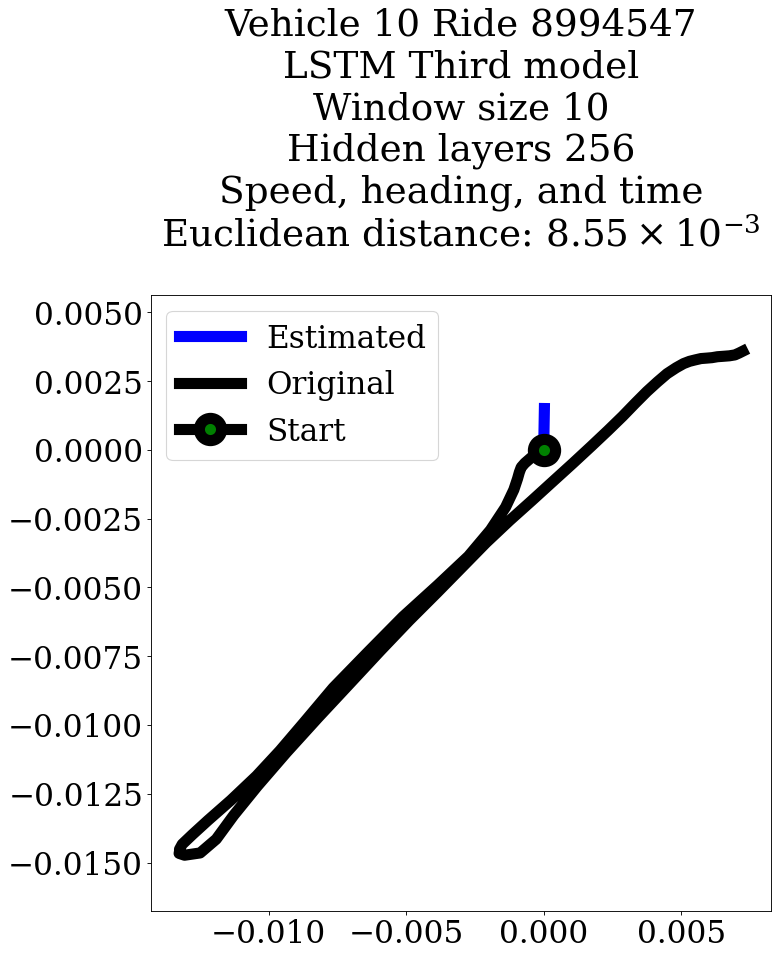 Vehicle 10 Ride 8994547
LSTM Third model
Window size 10
Hidden layers 256
Speed, heading, and time
Euclidean distance: 8.55 × 10⁻³
Estimated
Original
Start
0.0050
0.0025
0.0000
−0.0025
−0.0050
−0.0075
−0.0100
−0.0125
−0.0150
−0.010 −0.005 0.000 0.005